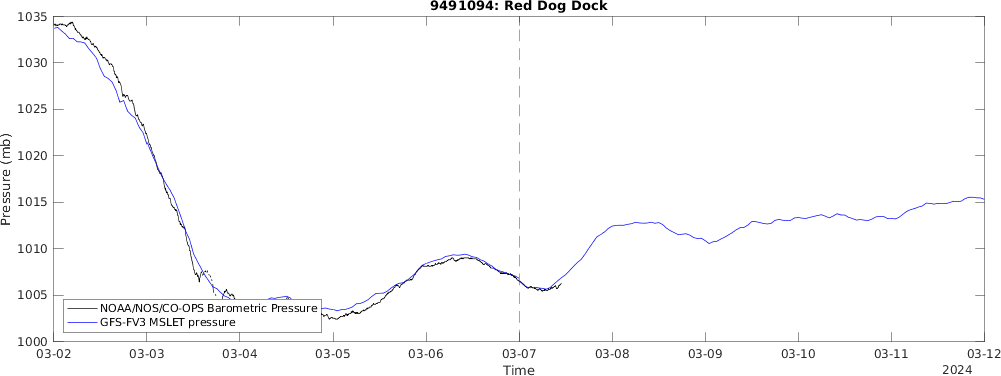 9491094: Red Dog Dock
Pressure (mb)
1035
1030
1025
1020
1015
1010
1005
1000
NOAA/NOS/CO-OPS Barometric Pressure
GFS-FV3 MSLET pressure
03-02 03-03 03-04 03-05 03-06 03-07 03-08 03-09 03-10 03-11 03-12
Time
2024